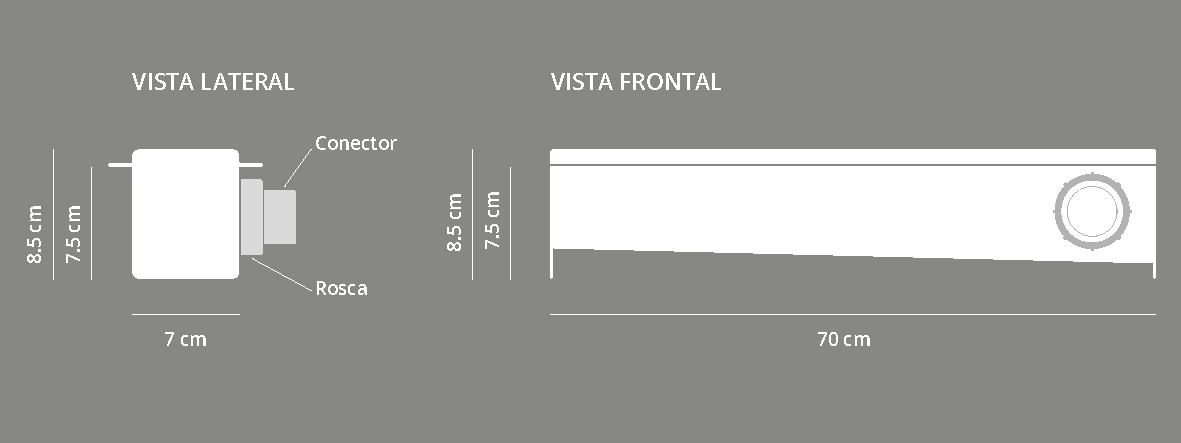 VISTA LATERAL
Conector
8.5 cm
7.5 cm
Rosca
7 cm
VISTA FRONTAL
8.5 cm
7.5 cm
70 cm